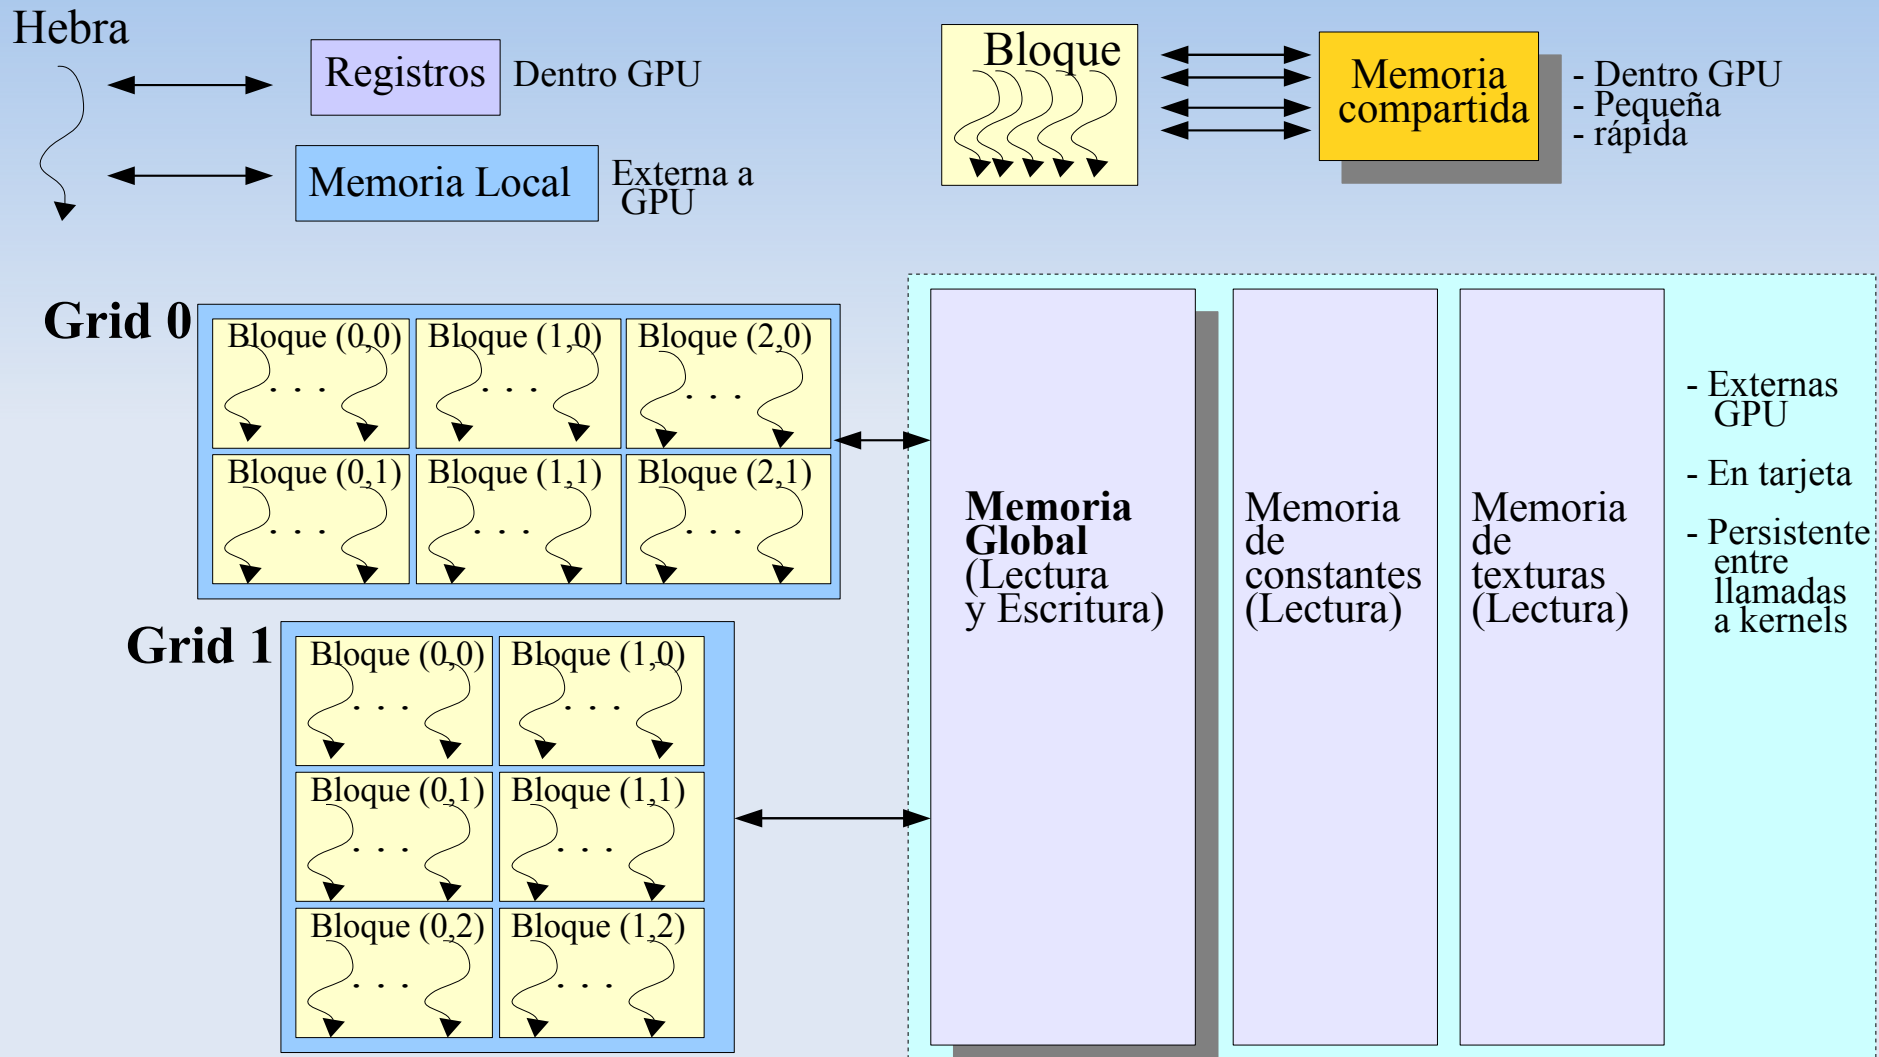 Hebra
Registros
Dentro GPU
Memoria Local
Externa a
GPU
Bloque
Memoria
compartida
- Dentro GPU
- Pequeña
- rápida
Grid 0
Bloque (0,0)
. . .
Bloque (1,0)
. . .
Bloque (2,0)
. . .
Bloque (0,1)
. . .
Bloque (1,1)
. . .
Bloque (2,1)
. . .
Grid 1
Bloque (0,0)
. . .
Bloque (1,0)
. . .
Bloque (0,1)
. . .
Bloque (1,1)
. . .
Bloque (0,2)
. . .
Bloque (1,2)
. . .
Memoria
Global
(Lectura
y Escritura)
Memoria
de
constantes
(Lectura)
Memoria
de
texturas
(Lectura)
- Externas
GPU
- En tarjeta
- Persistente
entre
llamadas
a kernels